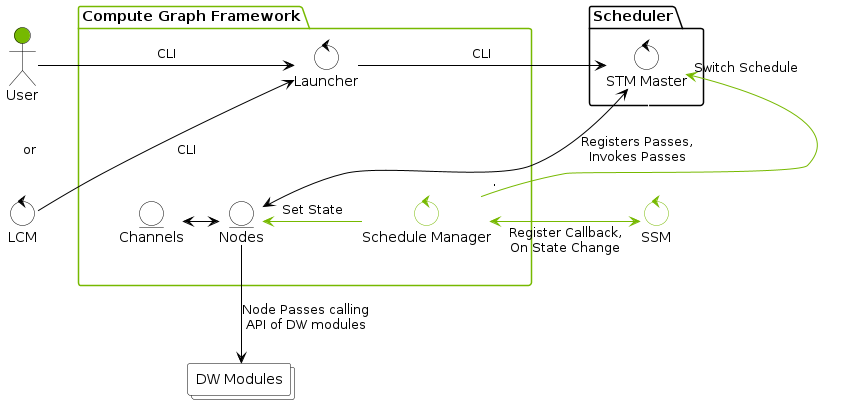 Compute Graph Framework
Scheduler
CLI
CLI
User
Launcher
STM Master
Switch Schedule
or
CLI
Registers Passes,
Invokes Passes
.
Set State
LCM
Channels
Nodes
Schedule Manager
Register Callback,
On State Change
SSM
Node Passes calling
API of DW modules
DW Modules